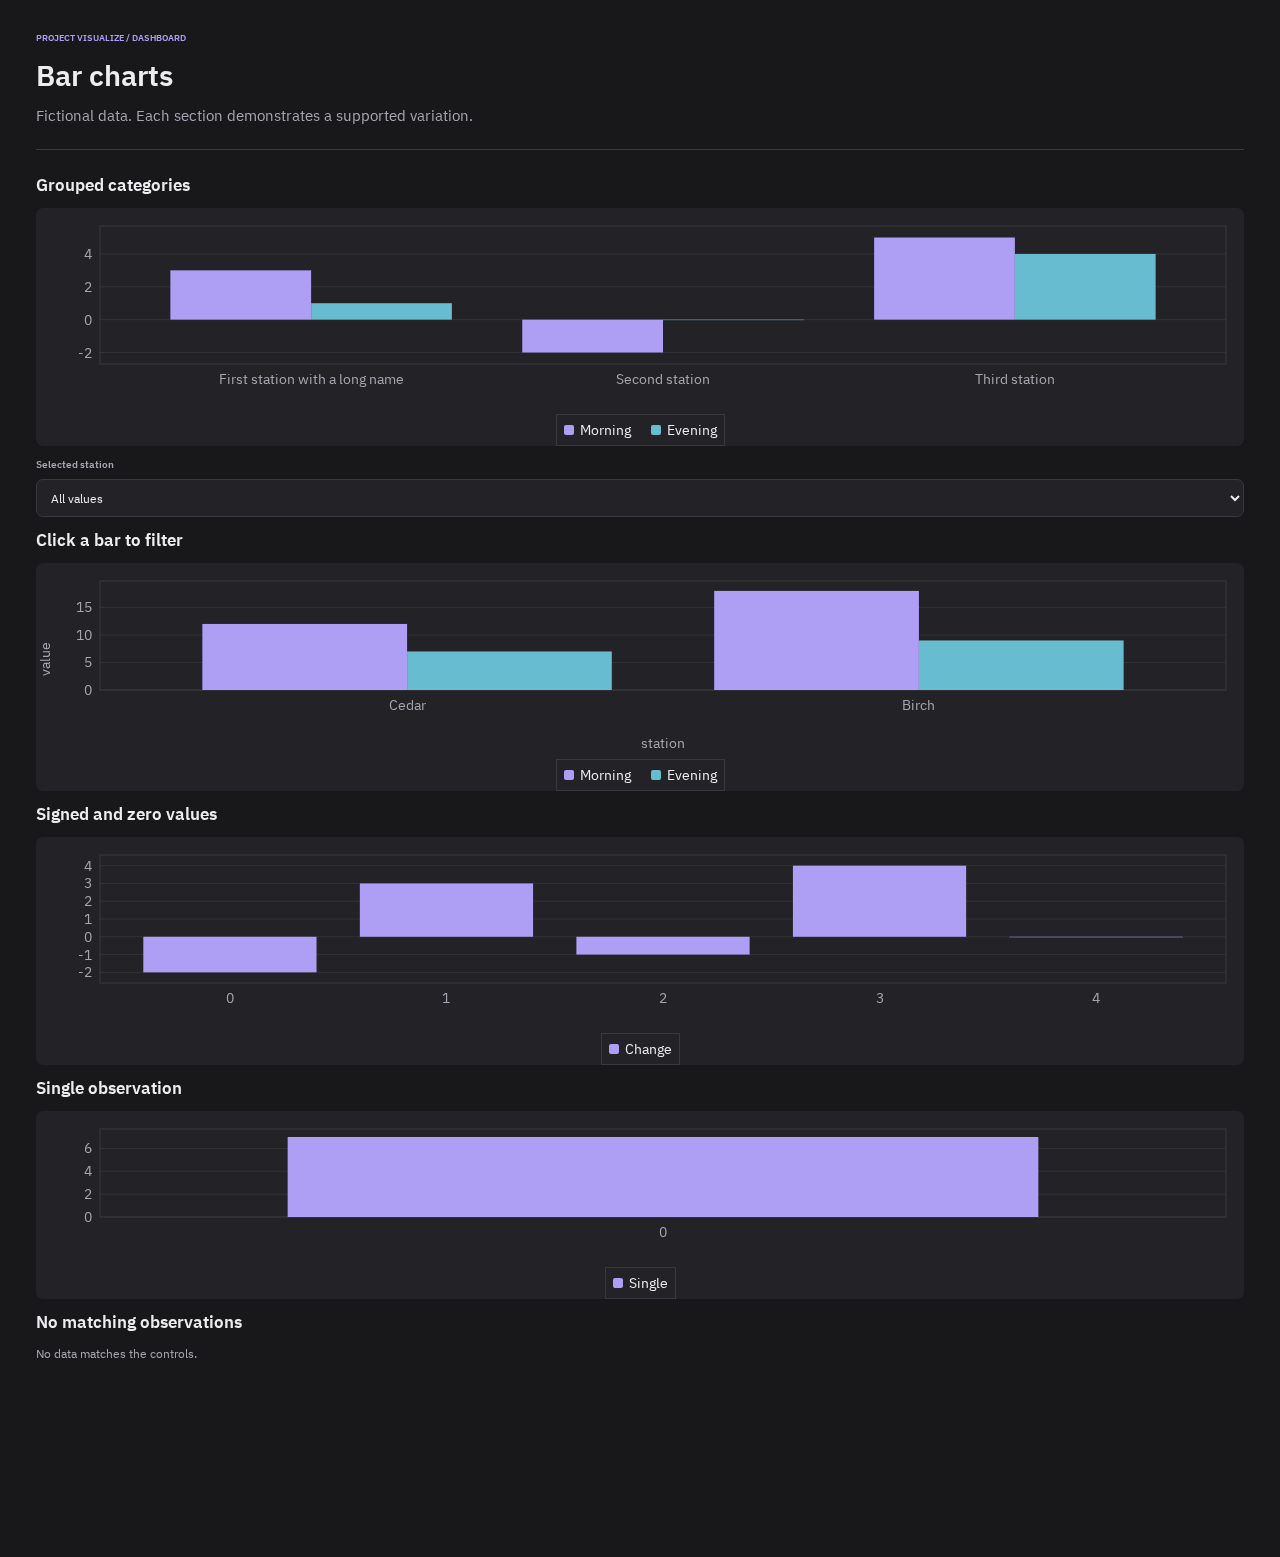 PROJECT VISUALIZE / DASHBOARD
Bar charts
Fictional data. Each section demonstrates a supported variation.
Grouped categories
4
2
0
-2
First station with a long name Second station Third station
Morning Evening
Selected station
All values
Click a bar to filter
value
15
10
5
0
Cedar Birch
station
Morning Evening
Signed and zero values
4
3
2
1
0
-1
-2
0 1 2 3 4
Change
Single observation
6
4
2
0
0
Single
No matching observations
No data matches the controls.